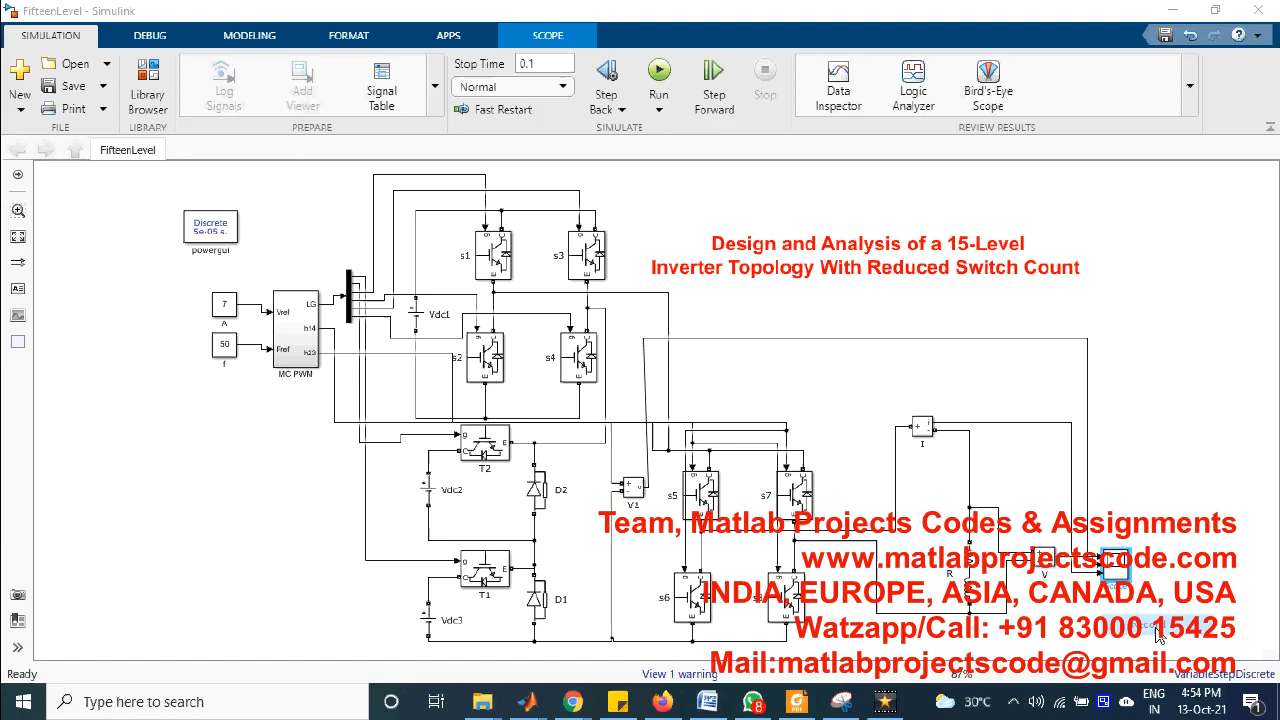 FifteenLevel - Simulink
SIMULATION DEBUG MODELING FORMAT APPS SCOPE
New Open Save Print
FILE
Library Browser
LIBRARY
Log Signals Add Viewer Signal Table
PREPARE
Stop Time 0.1
Normal
Fast Restart
Step Back Run Step Forward Stop
SIMULATE
Data Inspector Logic Analyzer Bird's-Eye Scope
REVIEW RESULTS
FifteenLevel
Discrete
5e-05 s.
powergui
Design and Analysis of a 15-Level
Inverter Topology With Reduced Switch Count
s1 s3
g C E
7
A
50
f
Vref
Fref
LG
h14
h23
MC PWM
Vdc1
s2 s4
T2
Vdc2
D2
V1
s5 s7
I
T1
D1
Vdc3
s6
R
V
Team, Matlab Projects Codes & Assignments
www.matlabprojectscode.com
INDIA, EUROPE, ASIA, CANADA, USA
Watzapp/Call: +91 83000 15425
Mail:matlabprojectscode@gmail.com
Ready View 1 warning 87% VariableStepDiscrete
Type here to search
8
30°C
ENG
IN
4:54 PM
13-Oct-21
1